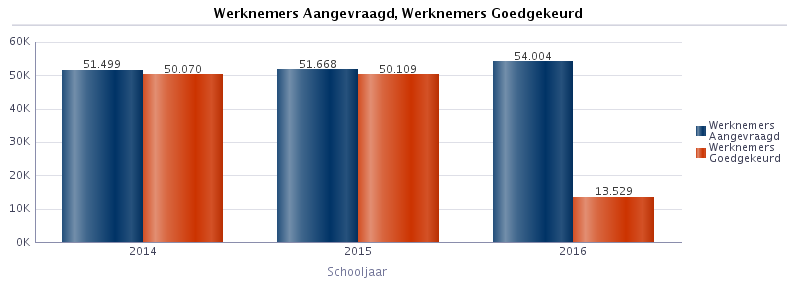 Werknemers Aangevraagd, Werknemers Goedgekeurd
60K
50K
40K
30K
20K
10K
0K
51.499
50.070
51.668
50.109
54.004
13.529
2014
2015
2016
Schooljaar
Werknemers
Aangevraagd
Werknemers
Goedgekeurd